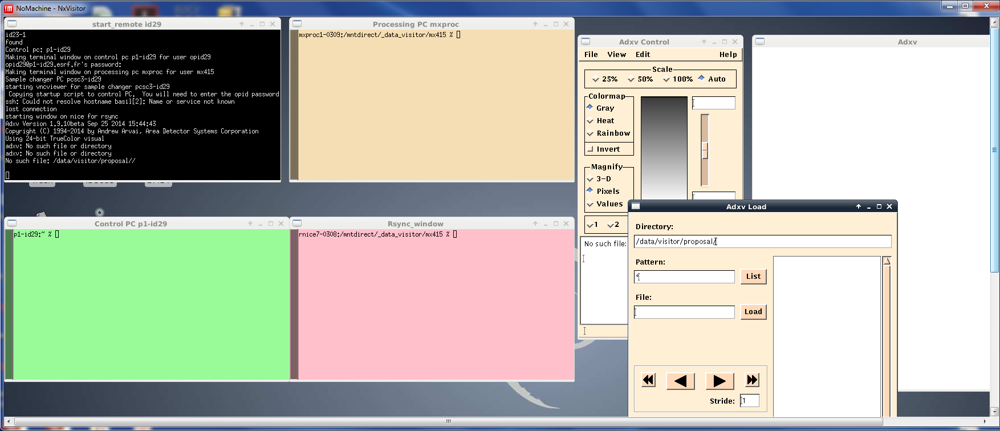 NoMachine - NxVisitor
start_remote id29
id23-1
found
Control pc: p1-id29
Making terminal window on control pc p1-id29 for user opid29
opid29@p1-id29.esrf.fr's password:
Making terminal window on processing pc mxproc for user mx415
Sample changer PC pcsc3-id29
starting vncviewer for sample changer pcsc3-id29
Copying startup script to control PC.  You will need to enter the opid password
ssh: Could not resolve hostname basil[2]: Name or service not known
lost connection
starting window on nice for rsync
Adxv Version 1.9.10beta Sep 25 2014 15:44:43
Copyright (C) 1994-2014 by Andrew Arvai, Area Detector Systems Corporation
Using 24-bit TrueColor visual
adxv: No such file or directory
adxv: No such file or directory
No such file: /data/visitor/proposal//
Processing PC mxproc
mxproc1-0309:/mntdirect/_data_visitor/mx415 %
Control PC p1-id29
p1-id29:~ %
Rsync_window
rnice7-0308:/mntdirect/_data_visitor/mx415 %
Adxv Control
File View Edit Help
Scale
25% 50% 100% Auto
Colormap
Gray
Heat
Rainbow
Invert
Magnify
3-D
Pixels
Values
1 2
No such file:
Adxv
Adxv Load
Directory:
/data/visitor/proposal/
Pattern:
*
List
File:
Load
Stride: 1